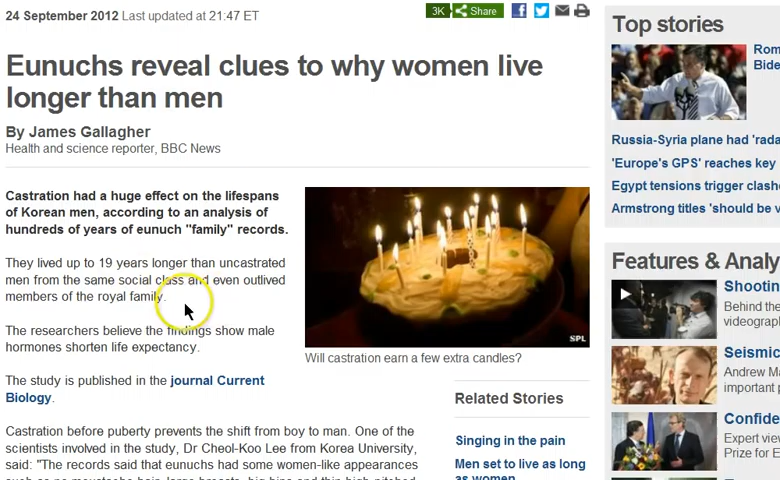 24 September 2012 Last updated at 21:47 ET
3K Share
Eunuchs reveal clues to why women live
longer than men
By James Gallagher
Health and science reporter, BBC News
Castration had a huge effect on the lifespans
of Korean men, according to an analysis of
hundreds of years of eunuch "family" records.
They lived up to 19 years longer than uncastrated
men from the same social class and even outlived
members of the royal family.
The researchers believe the findings show male
hormones shorten life expectancy.
The study is published in the journal Current
Biology.
Castration before puberty prevents the shift from boy to man. One of the
scientists involved in the study, Dr Cheol-Koo Lee from Korea University,
said: "The records said that eunuchs had some women-like appearances
SPL
Will castration earn a few extra candles?
Related Stories
Singing in the pain
Men set to live as long
as women
Top stories
Rom
Bide
Russia-Syria plane had 'rada
'Europe's GPS' reaches key
Egypt tensions trigger clash
Armstrong titles 'should be v
Features & Analy
Shootin
Behind the
videograp
Seismic
Andrew Ma
important p
Confide
Expert view
Prize for E